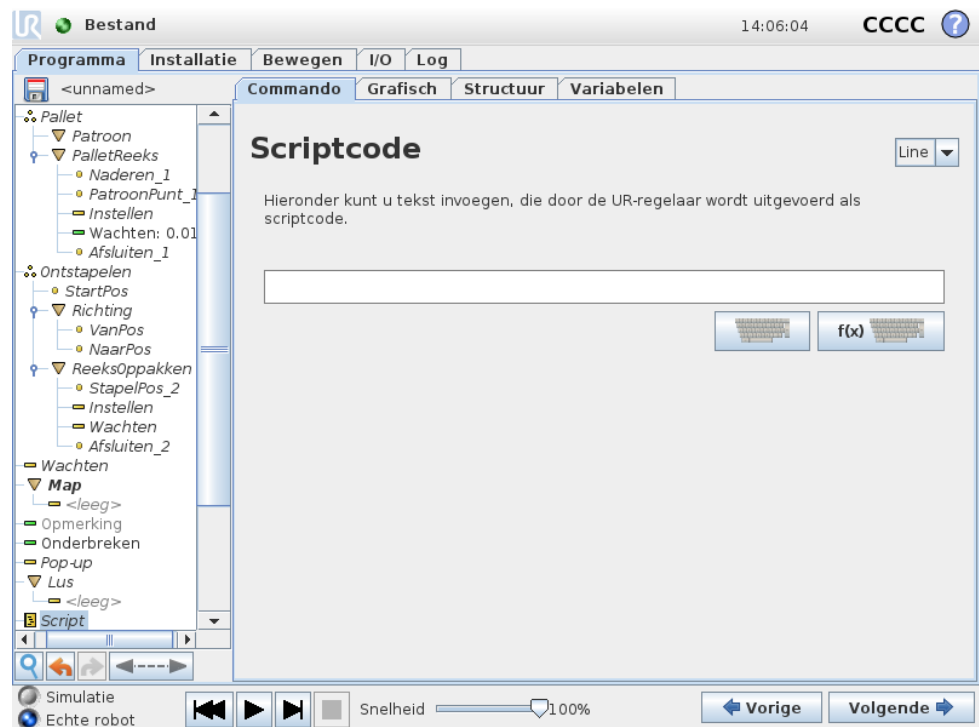 UR Bestand 14:06:04 CCCC ?
Programma Installatie Bewegen I/O Log
<unnamed>
Commando Grafisch Structuur Variabelen
Pallet
Patroon
PalletReeks
Naderen_1
PatroonPunt_1
Instellen
Wachten: 0.01
Afsluiten_1
Ontstapelen
StartPos
Richting
VanPos
NaarPos
ReeksOppakken
StapelPos_2
Instellen
Wachten
Afsluiten_2
Wachten
Map
<leeg>
Opmerking
Onderbreken
Pop-up
Lus
<leeg>
Script
Scriptcode
Line
Hieronder kunt u tekst invoegen, die door de UR-regelaar wordt uitgevoerd als
scriptcode.
f(x)
Simulatie
Echte robot
Snelheid 100%
Vorige Volgende